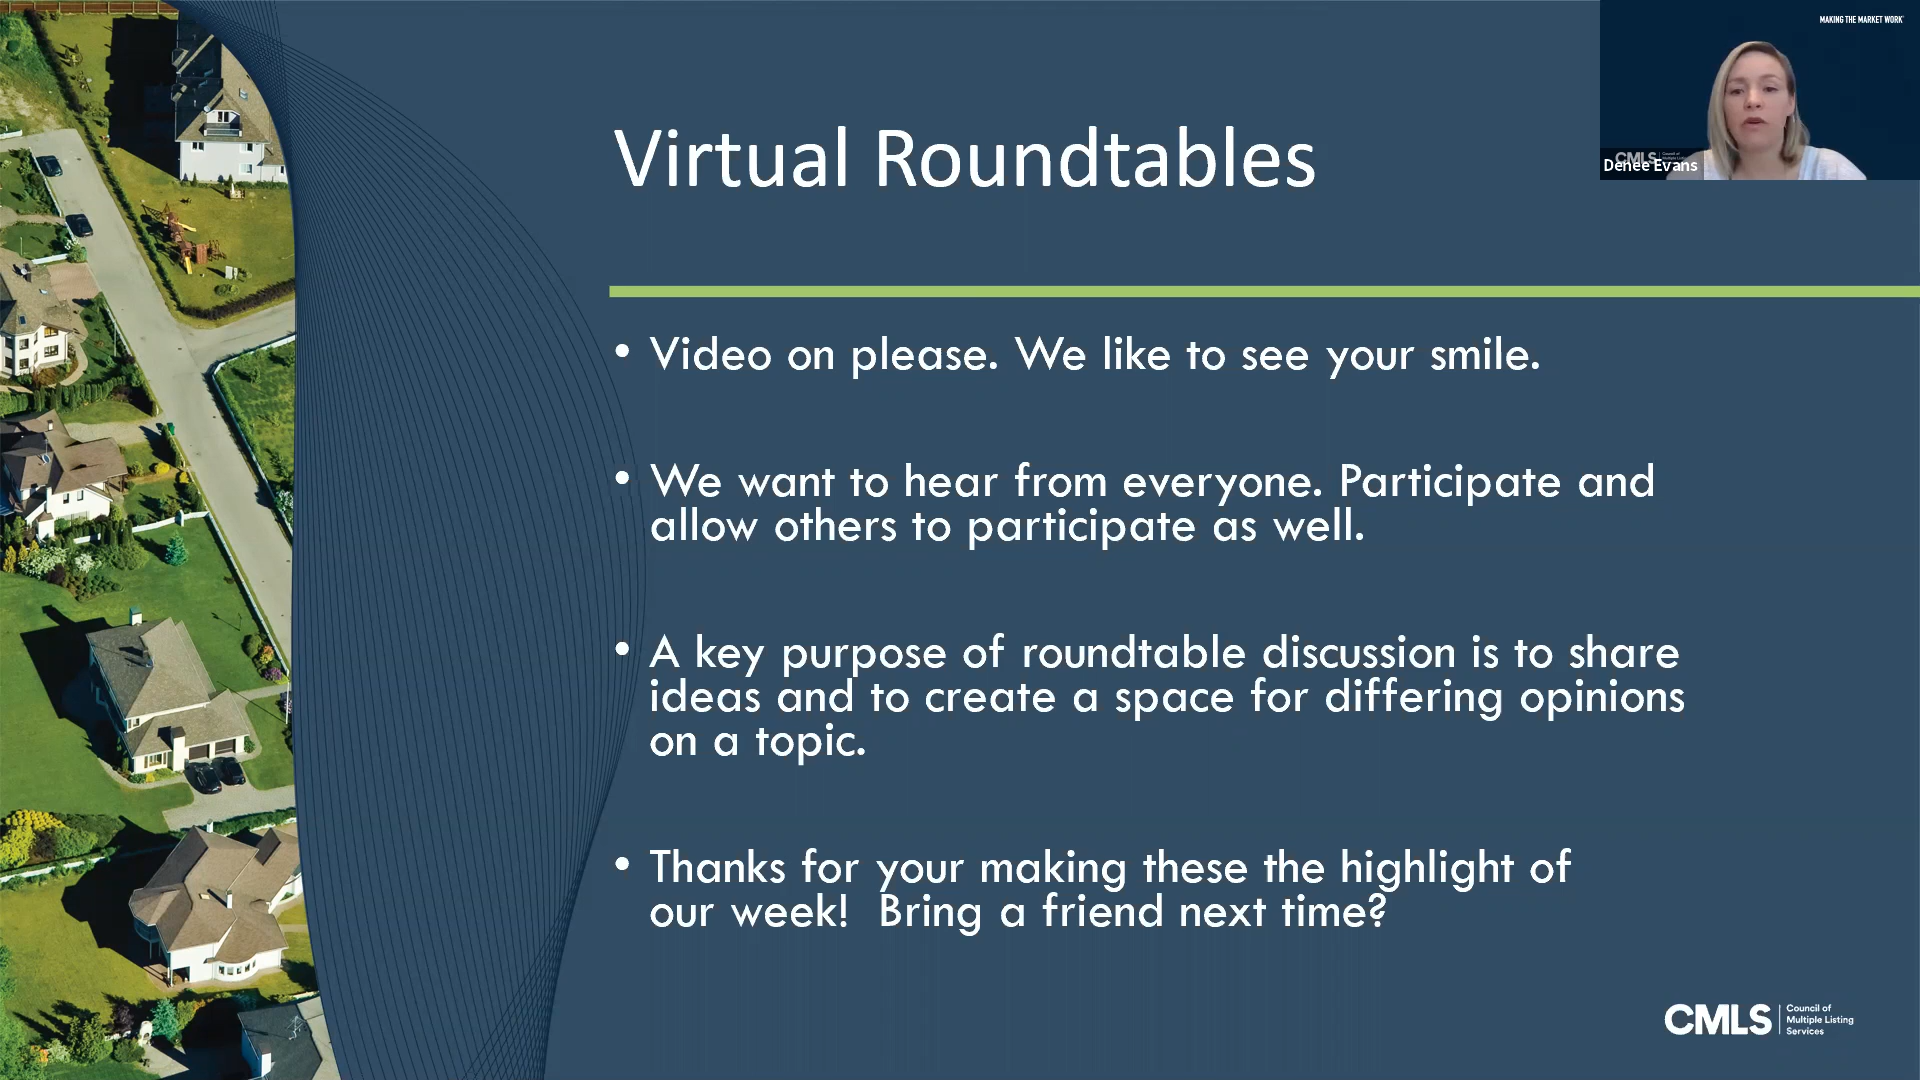 MAKING THE MARKET WORK
Denee Evans
Virtual Roundtables
• Video on please. We like to see your smile.
• We want to hear from everyone. Participate and
allow others to participate as well.
• A key purpose of roundtable discussion is to share
ideas and to create a space for differing opinions
on a topic.
• Thanks for your making these the highlight of
our week!  Bring a friend next time?
CMLS
Council of
Multiple Listing
Services